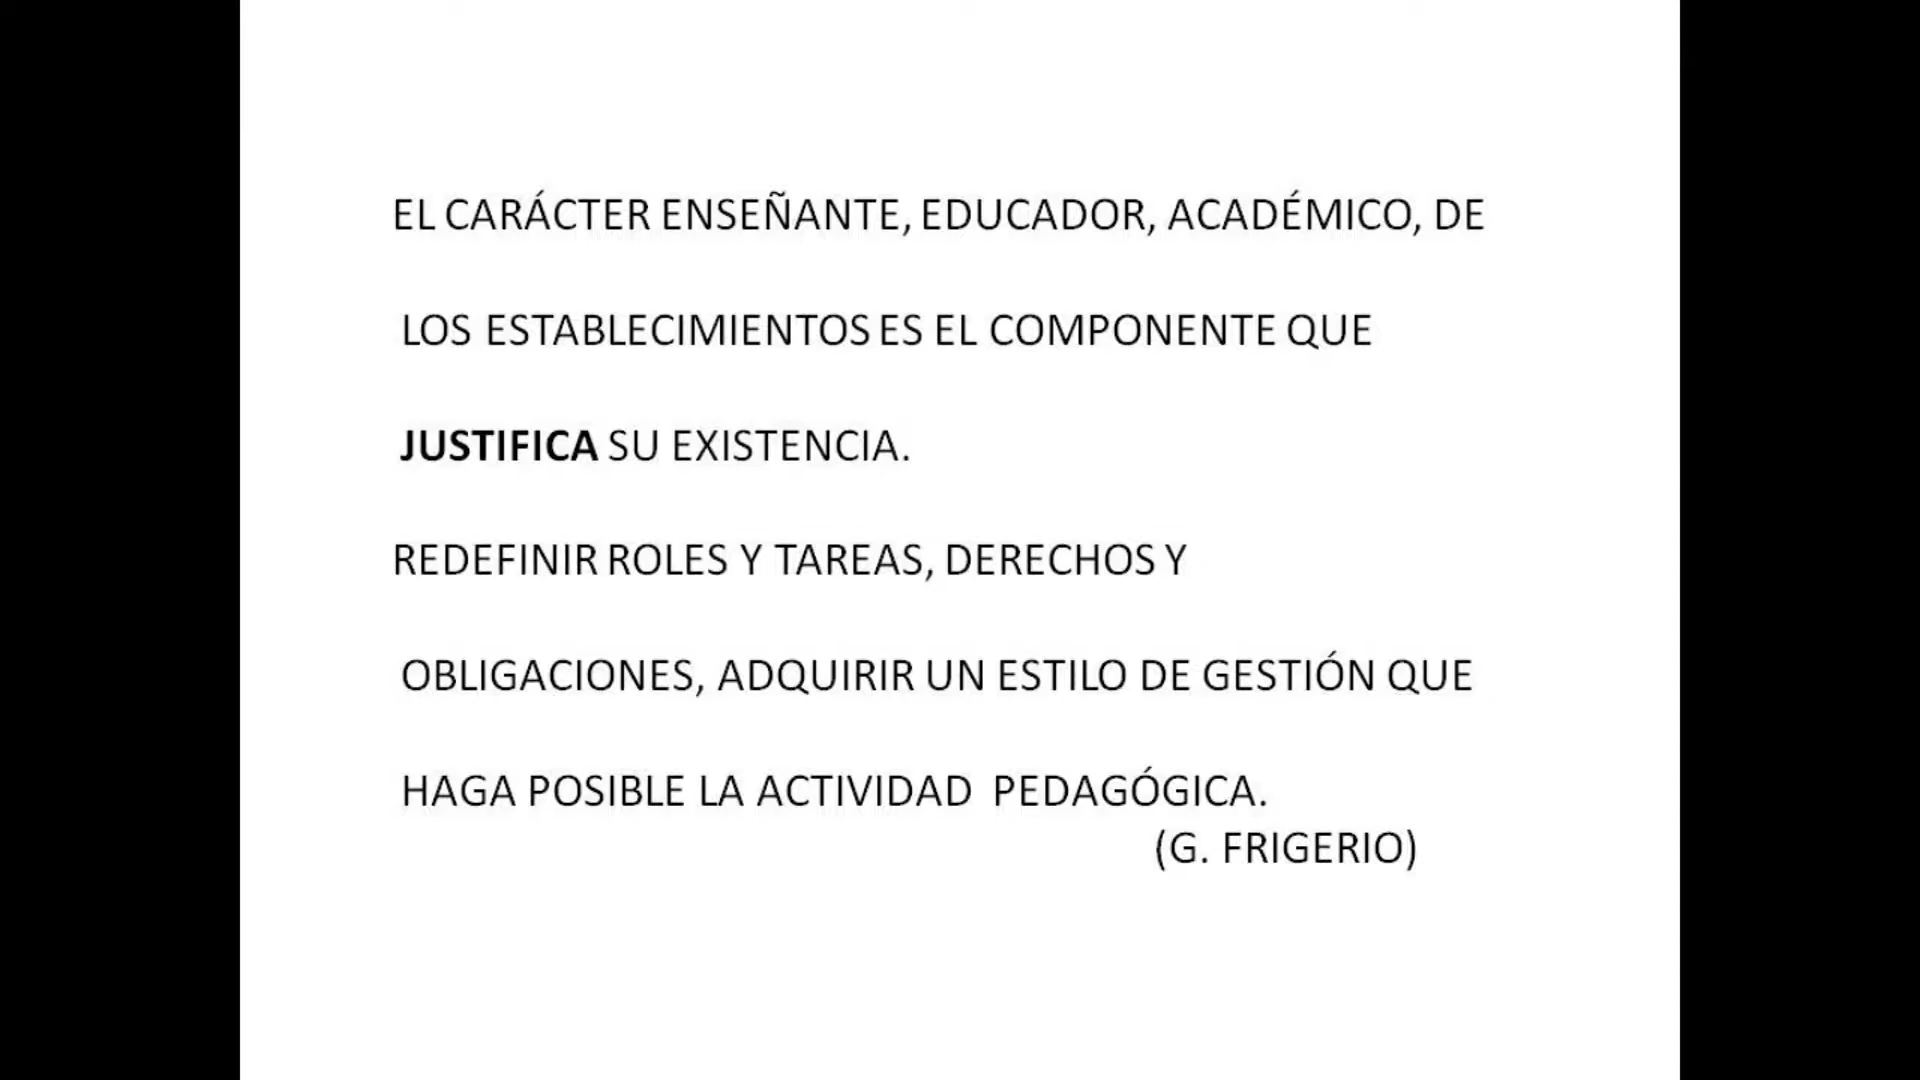 EL CARÁCTER ENSEÑANTE, EDUCADOR, ACADÉMICO, DE
LOS ESTABLECIMIENTOS ES EL COMPONENTE QUE
JUSTIFICA SU EXISTENCIA.
REDEFINIR ROLES Y TAREAS, DERECHOS Y
OBLIGACIONES, ADQUIRIR UN ESTILO DE GESTIÓN QUE
HAGA POSIBLE LA ACTIVIDAD PEDAGÓGICA.
(G. FRIGERIO)